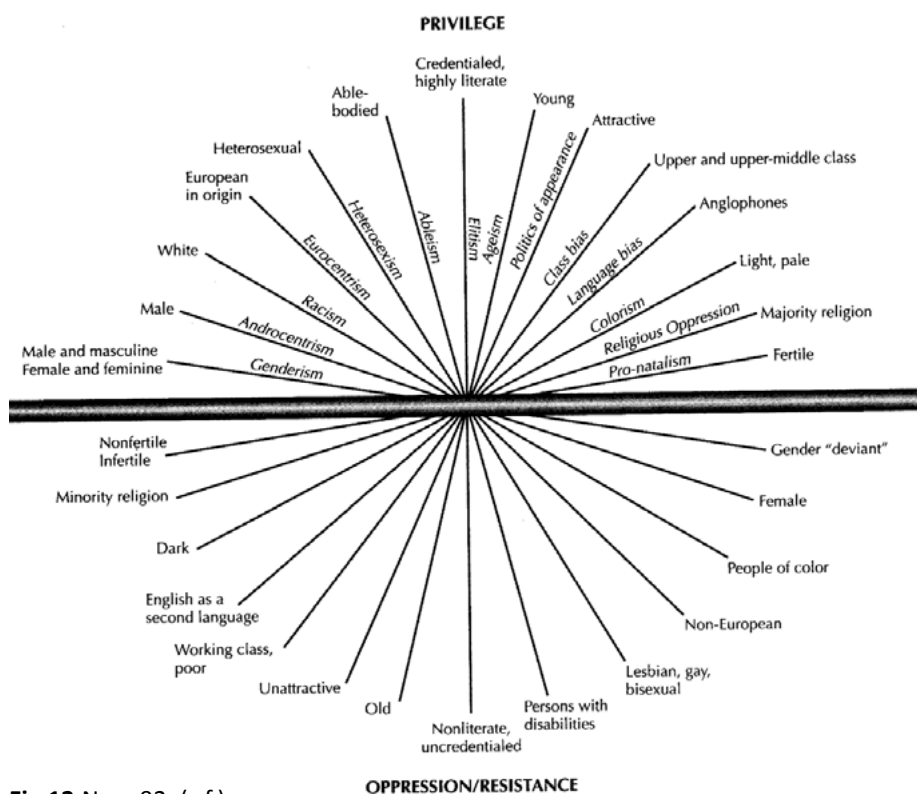 PRIVILEGE
Credentialed,
highly literate
Able-
bodied
Young
Attractive
Heterosexual
Upper and upper-middle class
European
in origin
Anglophones
White
Light, pale
Male
Majority religion
Male and masculine
Female and feminine
Fertile
Genderism
Androcentrism
Racism
Eurocentrism
Heterosexism
Ableism
Elitism
Ageism
Politics of appearance
Class bias
Language bias
Colorism
Religious Oppression
Pro-natalism
Nonfertile
Infertile
Gender "deviant"
Minority religion
Female
Dark
People of color
English as a
second language
Non-European
Working class,
poor
Lesbian, gay,
bisexual
Unattractive
Old
Persons with
disabilities
Nonliterate,
uncredentialed
OPPRESSION/RESISTANCE